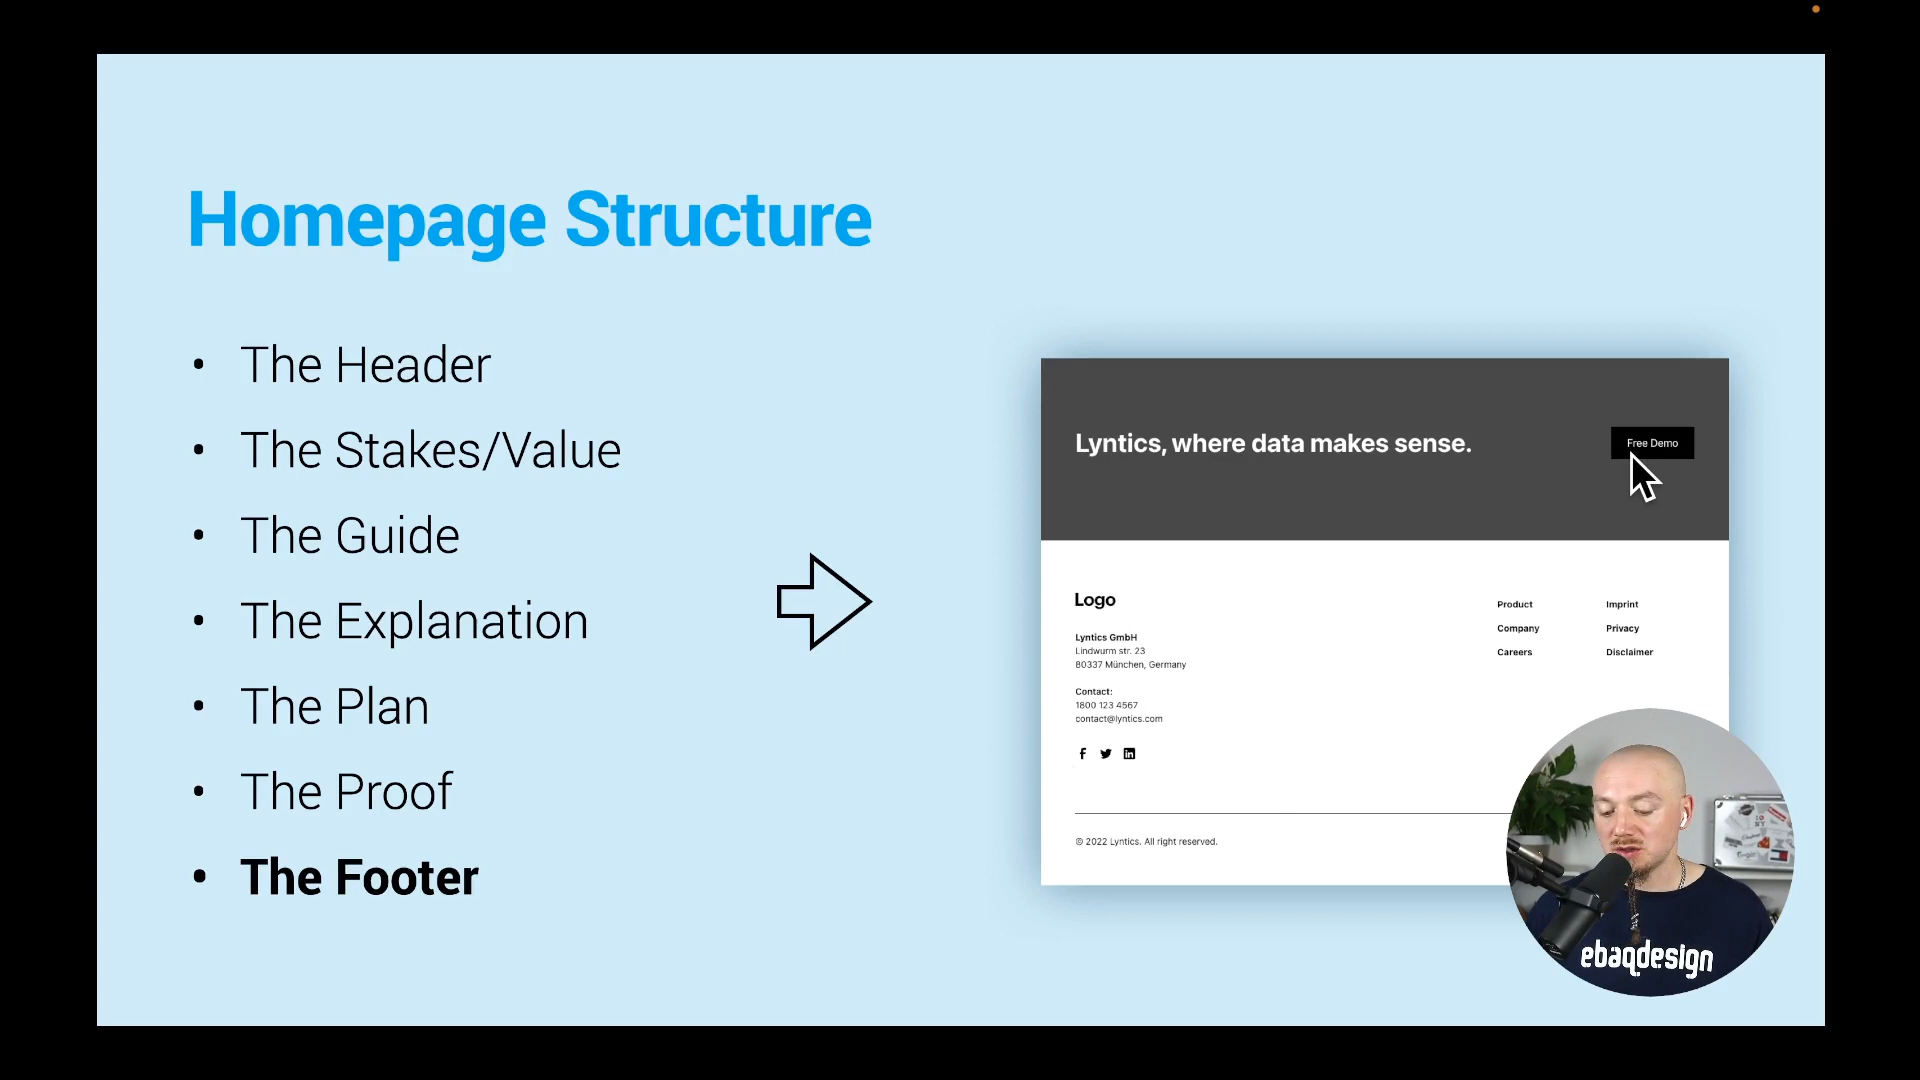 Homepage Structure
• The Header
• The Stakes/Value
• The Guide
• The Explanation
• The Plan
• The Proof
• The Footer
Lyntics, where data makes sense.
Free Demo
Logo
Lyntics GmbH
Lindwurm str. 23
80337 München, Germany
Contact:
1800 123 4567
contact@lyntics.com
Product
Company
Careers
Imprint
Privacy
Disclaimer
© 2022 Lyntics. All right reserved.
ebaqdesign